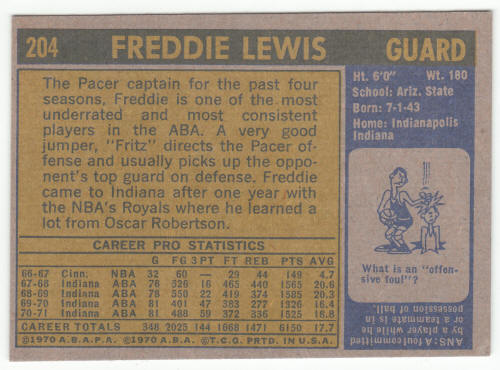 204 FREDDIE LEWIS GUARD
The Pacer captain for the past four
seasons, Freddie is one of the most
underrated and most consistent
players in the ABA. A very good
jumper, "Fritz" directs the Pacer of-
fense and usually picks up the oppo-
nent's top guard on defense. Freddie
came to Indiana after one year with
the NBA's Royals where he learned a
lot from Oscar Robertson.
CAREER PRO STATISTICS
G FG 3PT FT REB PTS AVG
66-67 Cinn. NBA 32 60 — 29 44 149 4.7
67-68 Indiana ABA 76 526 16 465 460 1565 20.6
68-69 Indiana ABA 78 550 22 419 354 1585 20.3
69-70 Indiana ABA 81 401 47 383 277 1326 16.4
70-71 Indiana ABA 81 488 59 372 336 1525 18.8
CAREER TOTALS 348 2025 144 1668 1471 6150 17.7
©1970 A.B.A.P.A. ©1970 A.B.A. ©T.C.G. PRTD. IN U.S.A.
Ht. 6'0" Wt. 180
School: Ariz. State
Born: 7-1-43
Home: Indianapolis
Indiana
What is an "offen-
sive foul"?
ANS: A foul committed
by a player while he is in
possession of ball.